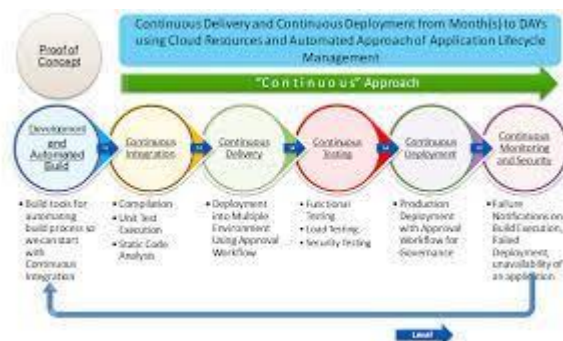 Continuous Delivery and Continuous Deployment from Month(s) to DAYs
using Cloud Resources and Automated Approach of Application Lifecycle
Management
Proof of
Concept
"Continuous" Approach
Development
and
Automated
Build
Continuous
Integration
Continuous
Delivery
Continuous
Testing
Continuous
Deployment
Continuous
Monitoring
and Security
• Build tools for
automating
build process so
we can start
with
Continuous
Integration
• Compilation
• Unit Test
Execution
• Static Code
Analysis
• Deployment
into Multiple
Environment
Using Approval
Workflow
• Functional
Testing
• Load Testing
• Security Testing
• Production
Deployment
with Approval
Workflow for
Governance
• Failure
Notifications on
Build Execution,
Failed
Deployment,
unavailability of
an application
Level